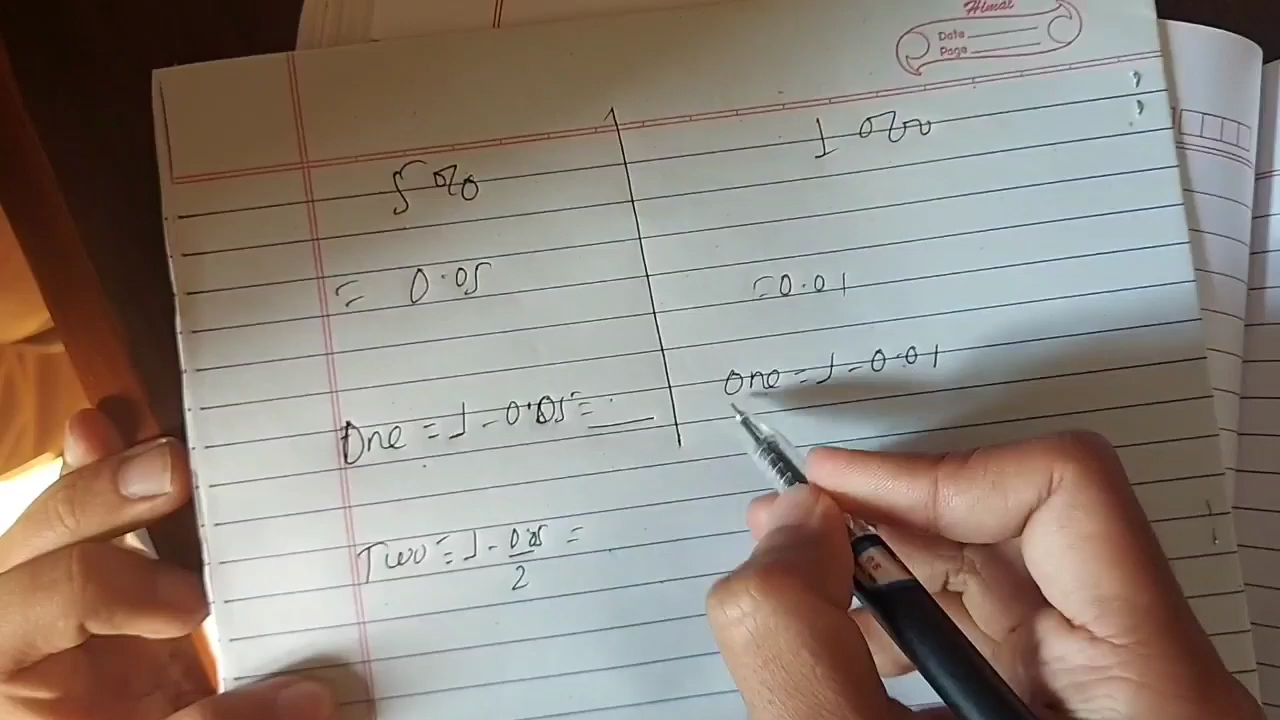 Himal
Date
Page
5%
= 0.05
One = 1 - 0.05 =
Two = 1 - 0.05/2 =
1%
= 0.01
One = 1 - 0.01